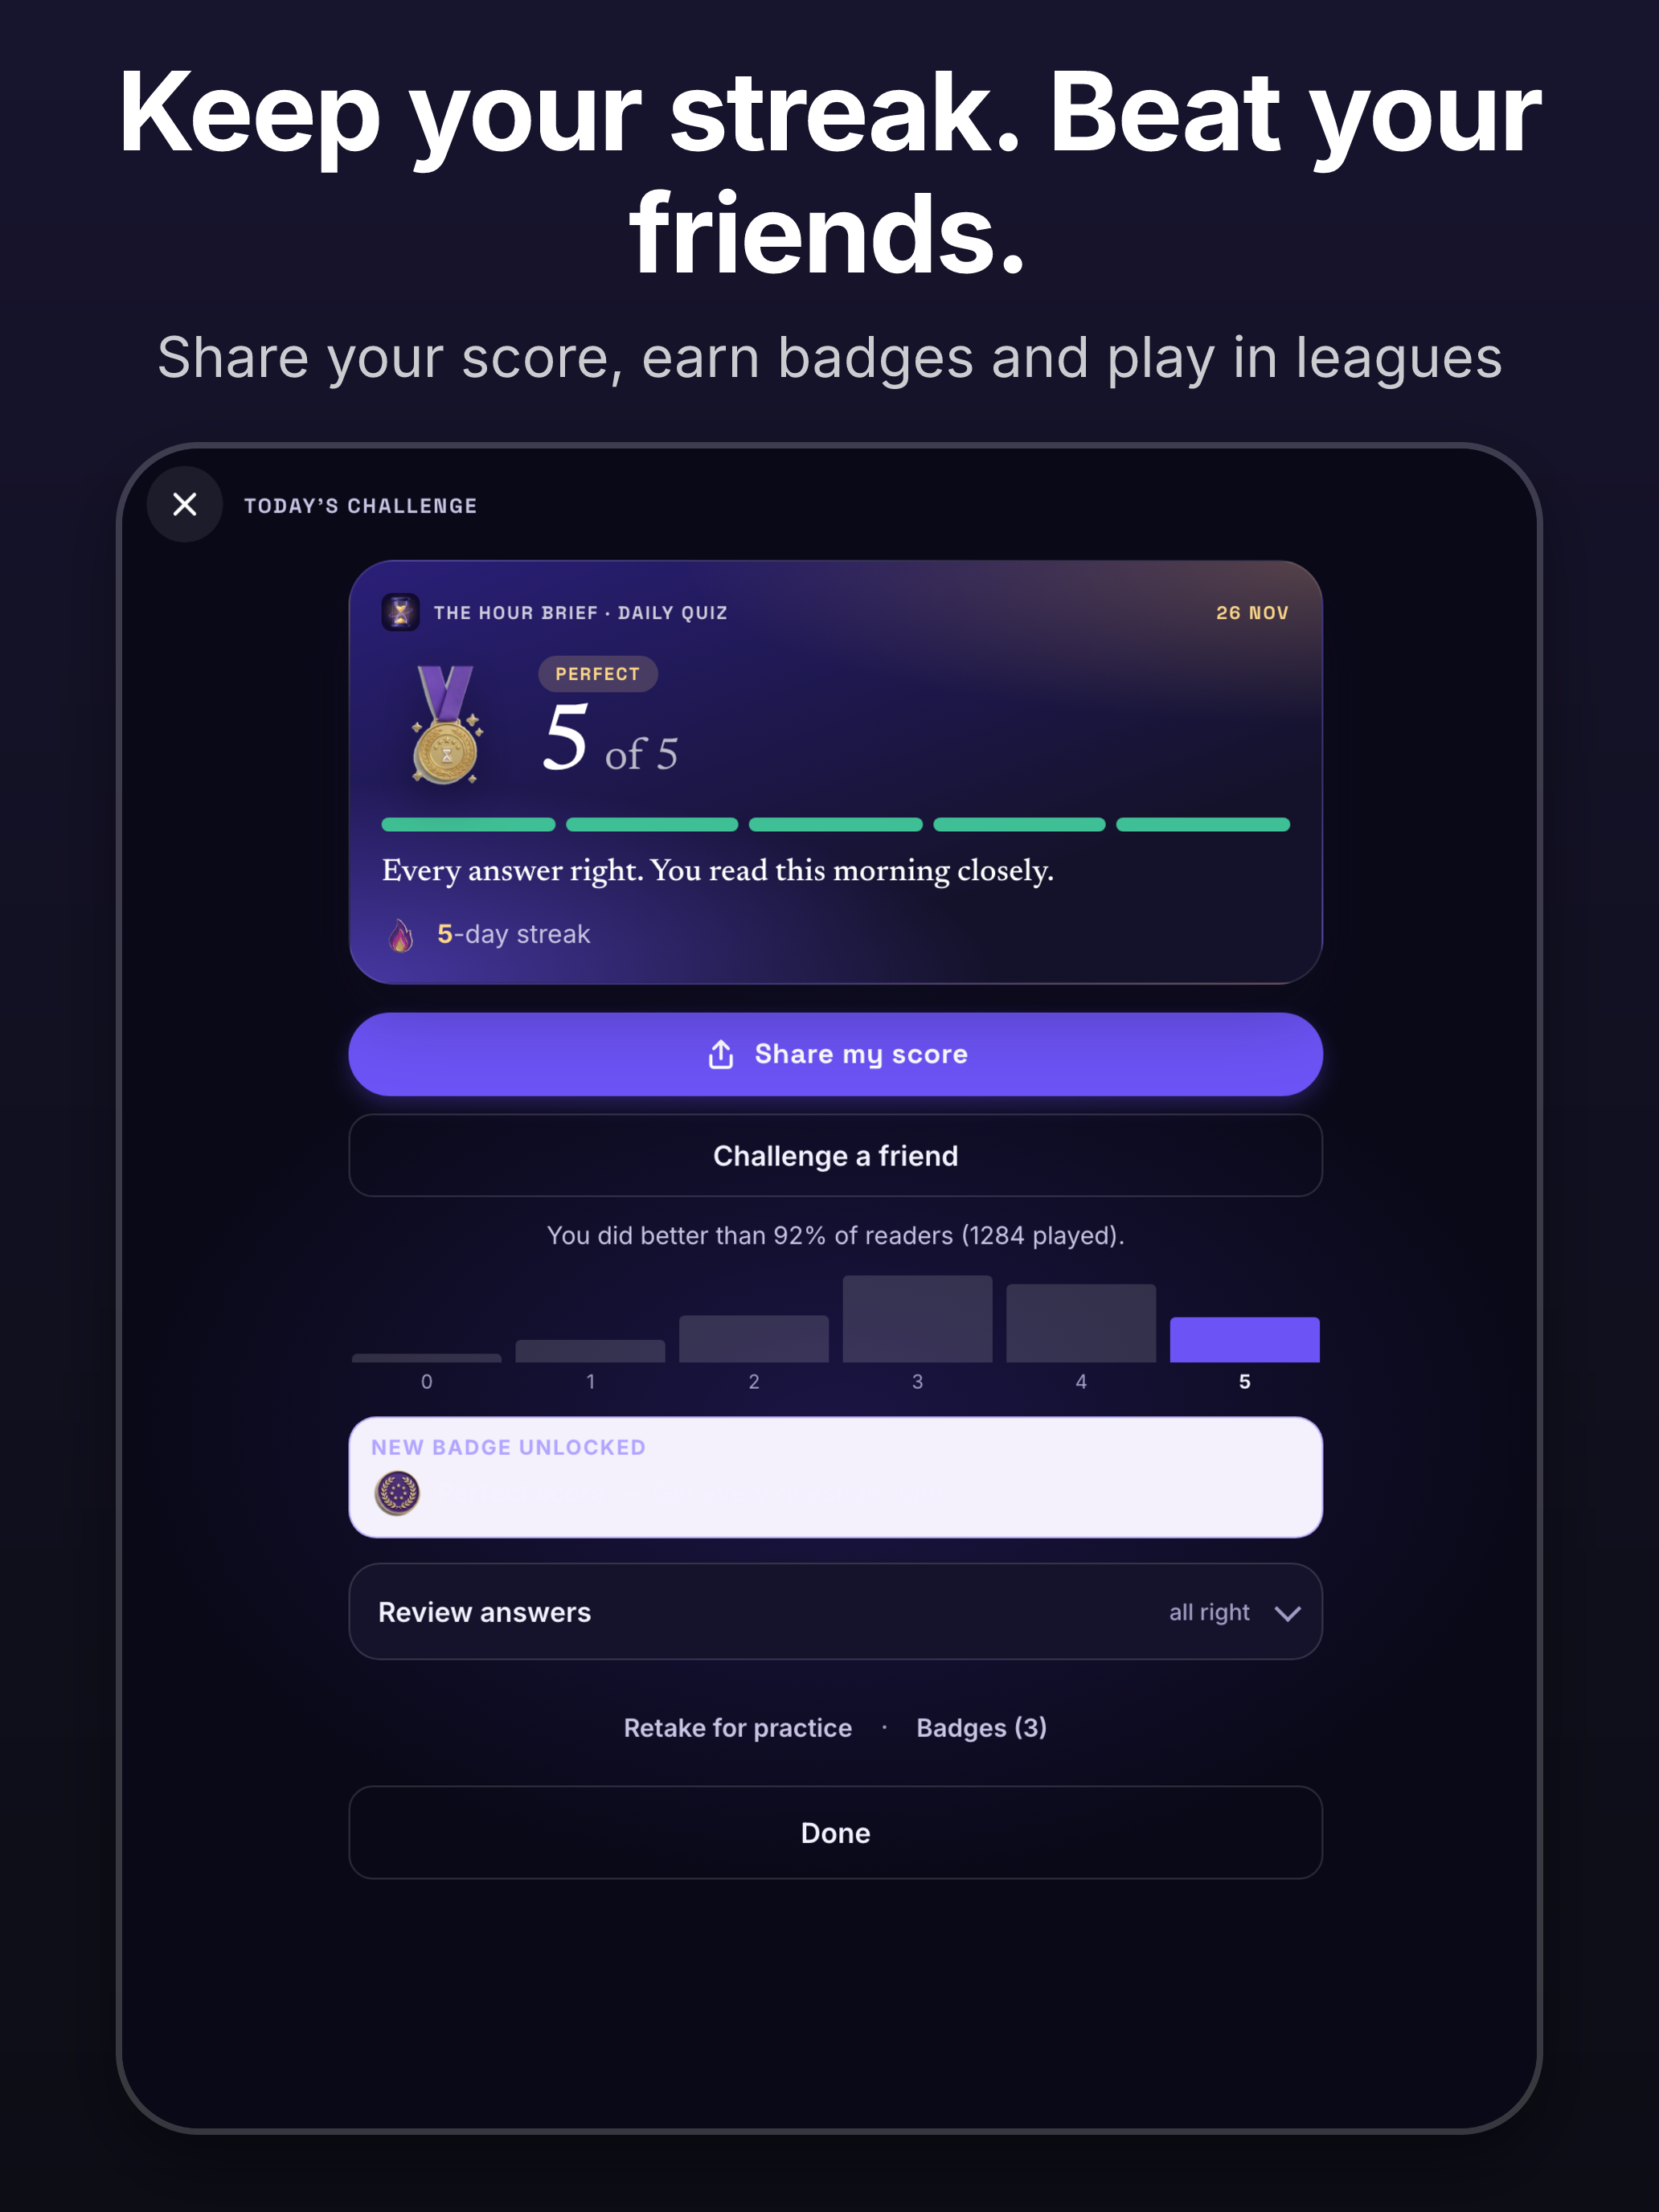 Keep your streak. Beat your
friends.
Share your score, earn badges and play in leagues
TODAY'S CHALLENGE
THE HOUR BRIEF · DAILY QUIZ
26 NOV
PERFECT
5 of 5
Every answer right. You read this morning closely.
5-day streak
Share my score
Challenge a friend
You did better than 92% of readers (1284 played).
0 1 2 3 4 5
NEW BADGE UNLOCKED
Review answers
all right
Retake for practice · Badges (3)
Done